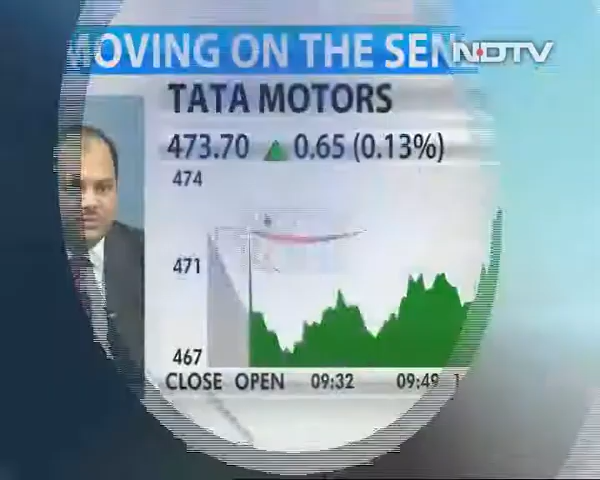 MOVING ON THE SEN
NDTV
TATA MOTORS
473.70 ▲ 0.65 (0.13%)
474
471
467
CLOSE OPEN 09:32 09:49 1